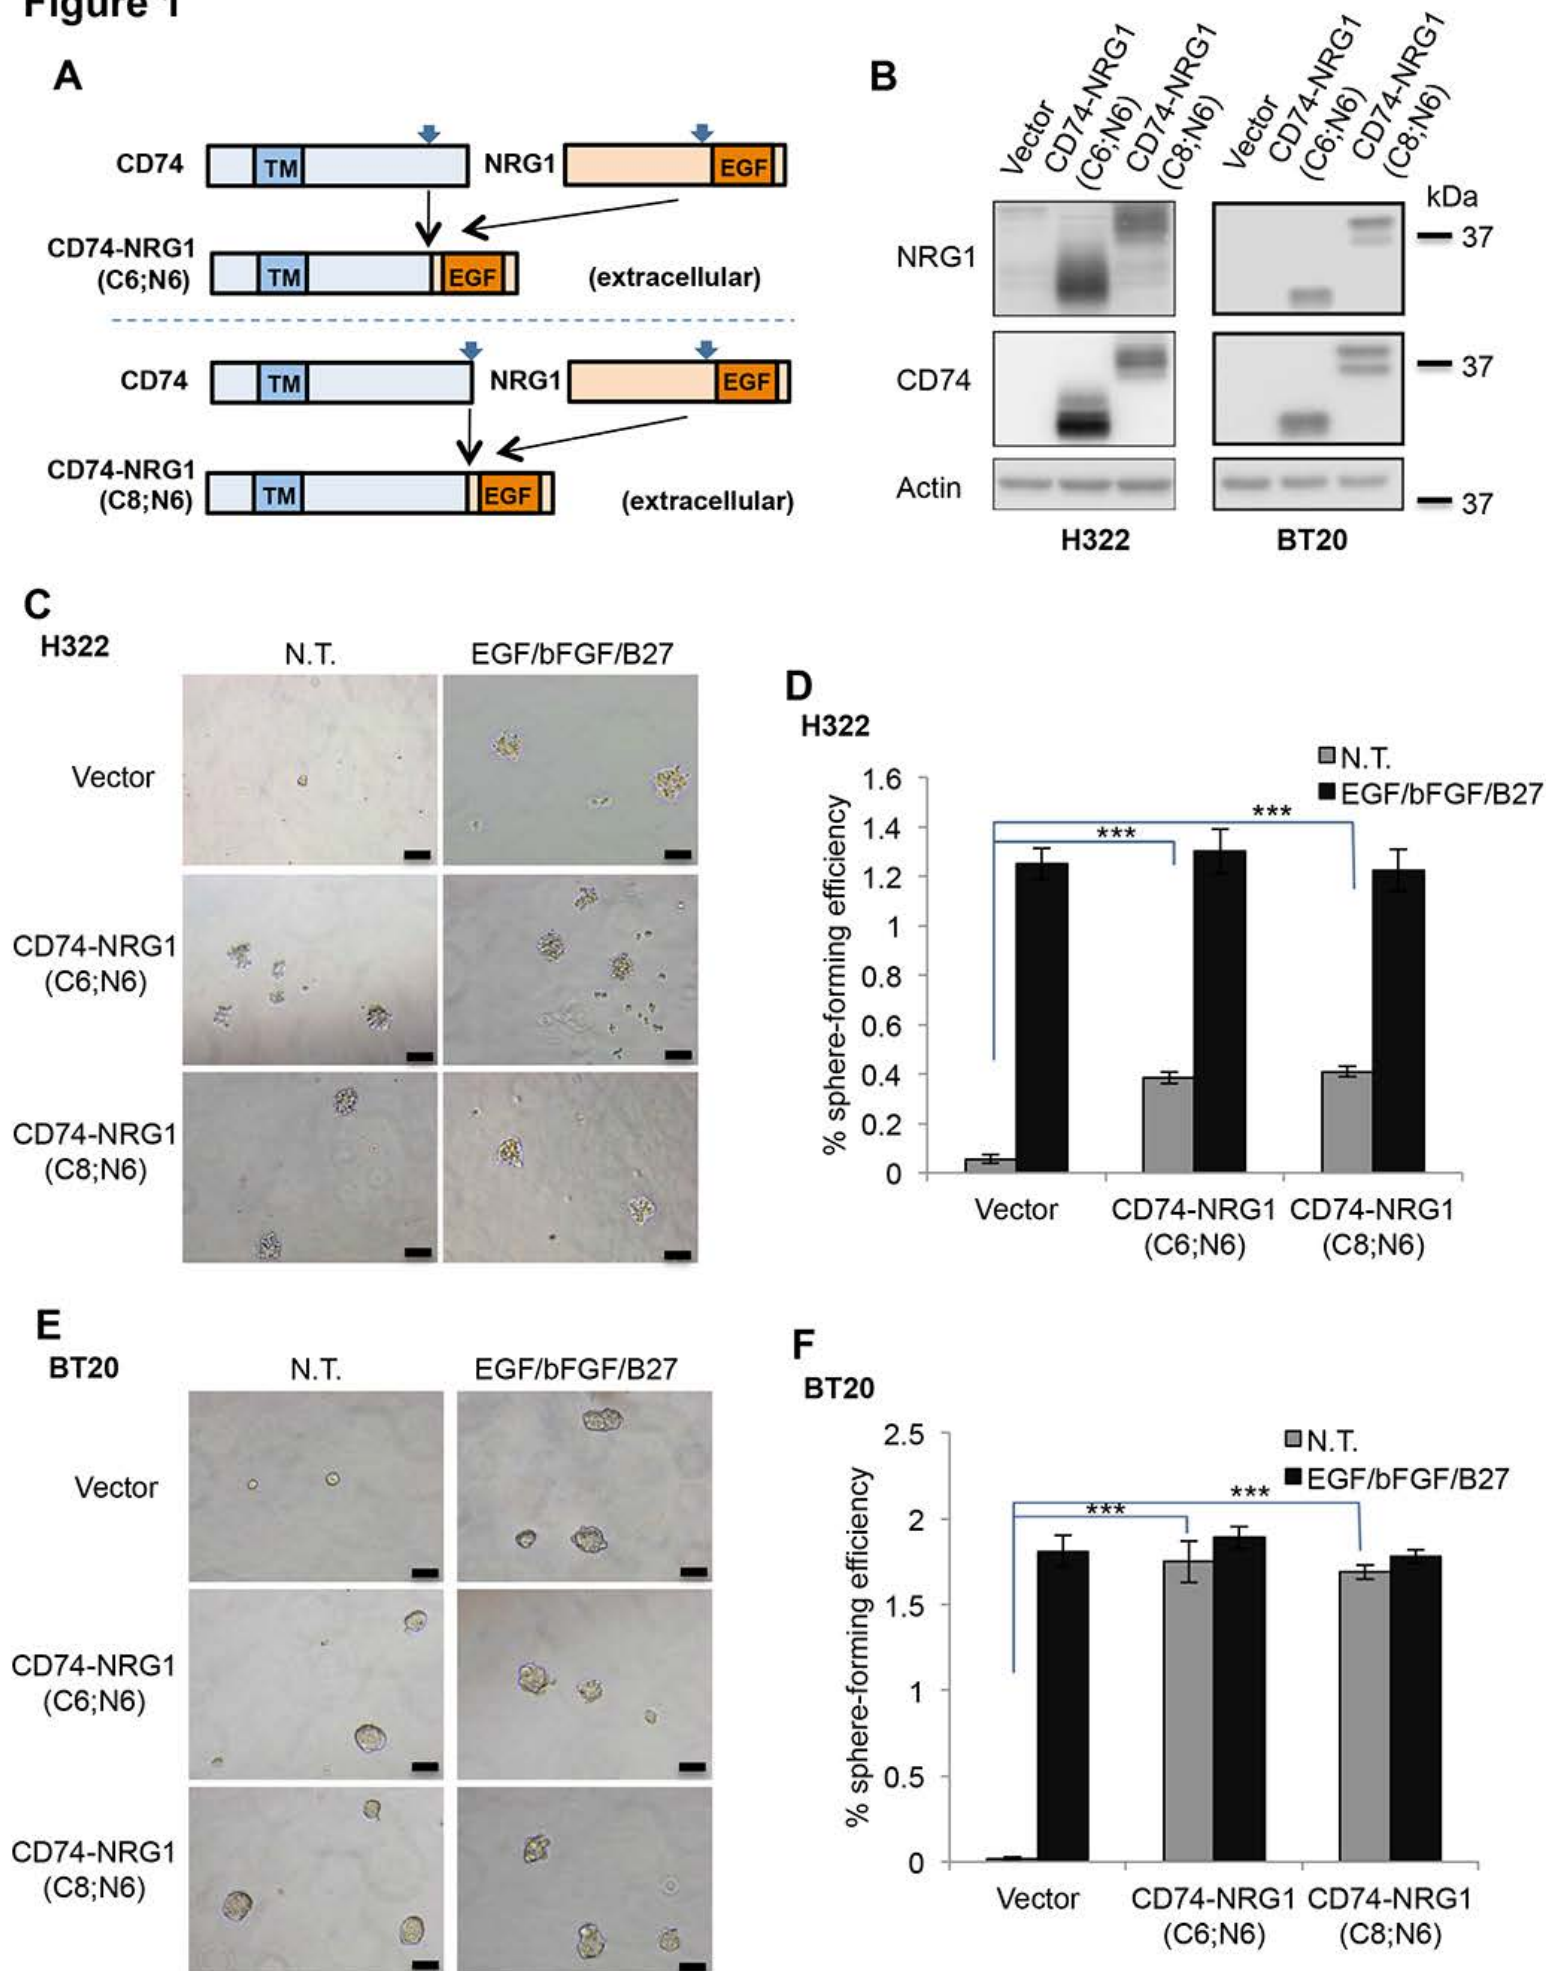 Figure 1
A
CD74
TM
NRG1
EGF
CD74-NRG1
(C6;N6)
TM
EGF
(extracellular)
CD74
TM
NRG1
EGF
CD74-NRG1
(C8;N6)
TM
EGF
(extracellular)
B
Vector
CD74-NRG1
(C6;N6)
CD74-NRG1
(C8;N6)
Vector
CD74-NRG1
(C6;N6)
CD74-NRG1
(C8;N6)
kDa
NRG1
37
CD74
37
Actin
37
H322
BT20
C
H322
N.T.
EGF/bFGF/B27
Vector
CD74-NRG1
(C6;N6)
CD74-NRG1
(C8;N6)
D
H322
N.T.
EGF/bFGF/B27
% sphere-forming efficiency
1.6
1.4
1.2
1
0.8
0.6
0.4
0.2
0
***
***
Vector
CD74-NRG1
(C6;N6)
CD74-NRG1
(C8;N6)
E
BT20
N.T.
EGF/bFGF/B27
Vector
CD74-NRG1
(C6;N6)
CD74-NRG1
(C8;N6)
F
BT20
N.T.
EGF/bFGF/B27
% sphere-forming efficiency
2.5
2
1.5
1
0.5
0
***
***
Vector
CD74-NRG1
(C6;N6)
CD74-NRG1
(C8;N6)